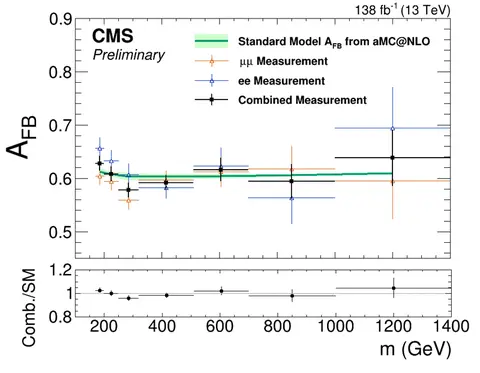 138 fb-1 (13 TeV)
CMS
Preliminary
Standard Model AFB from aMC@NLO
μμ Measurement
ee Measurement
Combined Measurement
AFB
0.9
0.8
0.7
0.6
0.5
Comb./SM
1.2
1
0.8
200 400 600 800 1000 1200 1400
m (GeV)